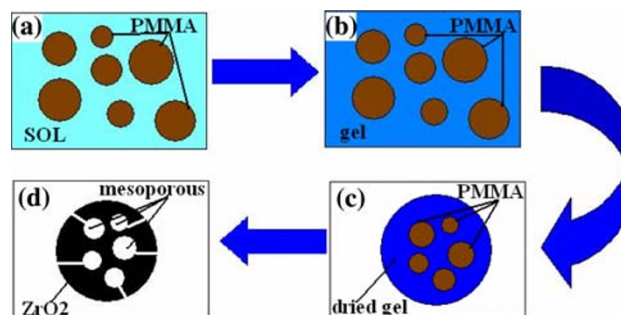 (a)
PMMA
SOL
(b)
PMMA
gel
(c)
PMMA
dried gel
(d)
mesoporous
ZrO2